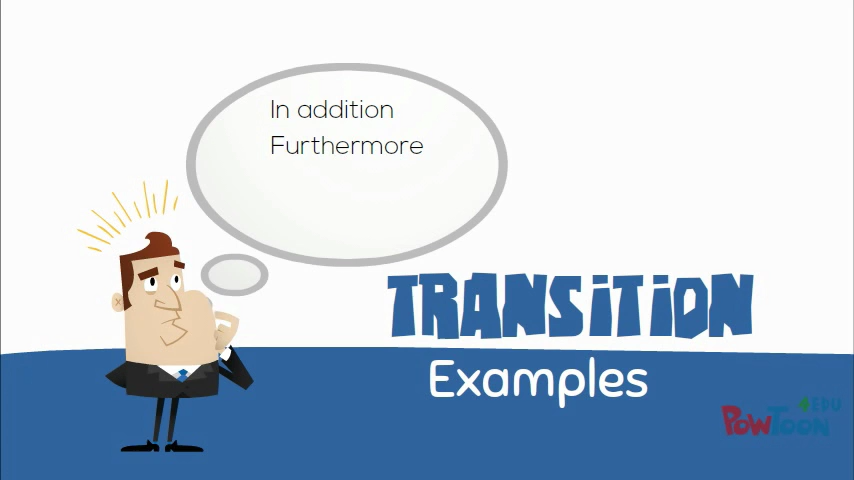 In addition
Furthermore
TRANSiTiON
Examples
PowToon EDU